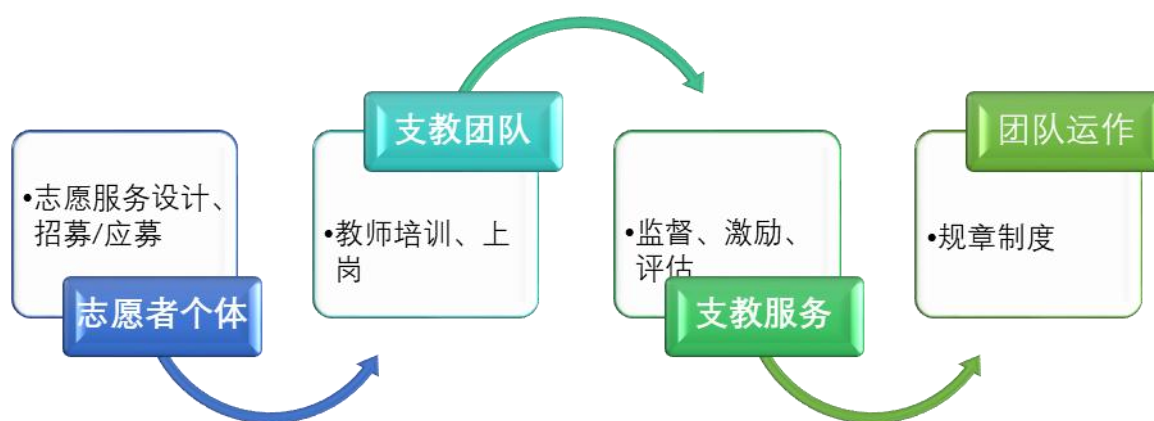 •志愿服务设计、
招募/应募
志愿者个体
支教团队
•教师培训、上
岗
•监督、激励、
评估
支教服务
团队运作
•规章制度